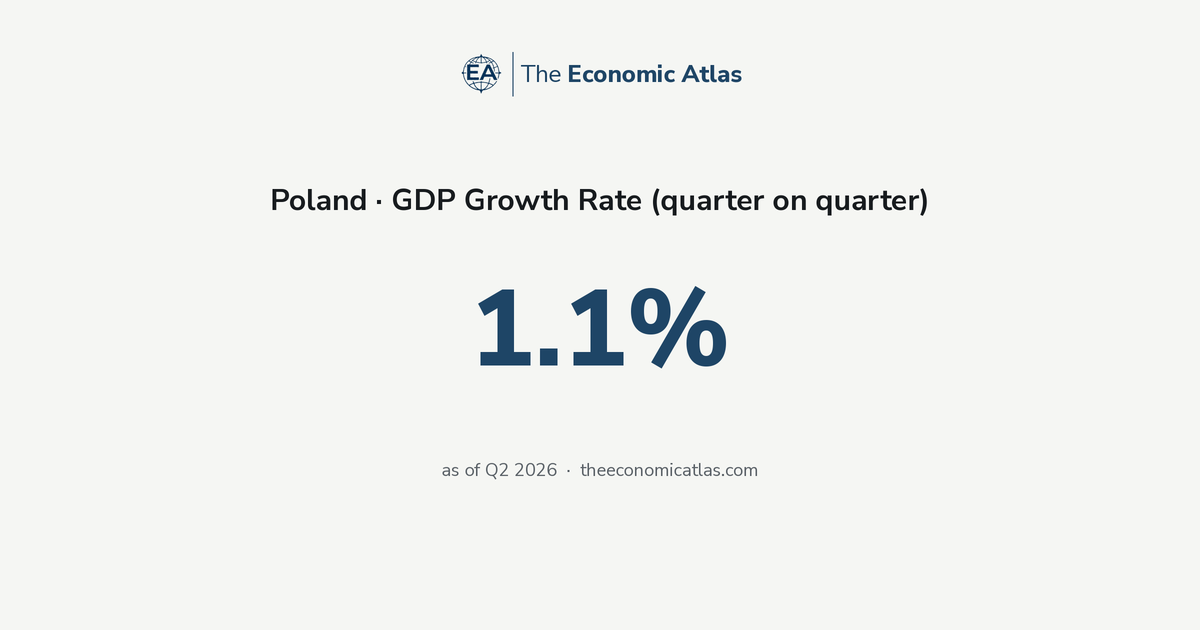 EA The Economic Atlas
Poland · GDP Growth Rate (quarter on quarter)
1.1%
as of Q2 2026 · theeconomicatlas.com